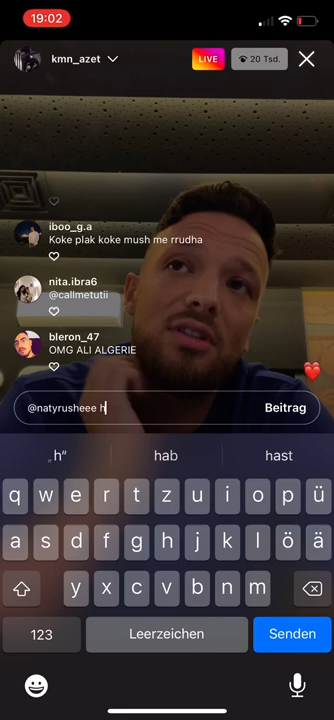 19:02
kmn_azet
LIVE
20 Tsd.
iboo_g.a
Koke plak koke mush me rrudha
nita.ibra6
@callmetutii
bleron_47
OMG ALI ALGERIE
@natyrusheee h
Beitrag
„h“ hab hast
q w e r t z u i o p ü
a s d f g h j k l ö ä
y x c v b n m
123 Leerzeichen Senden